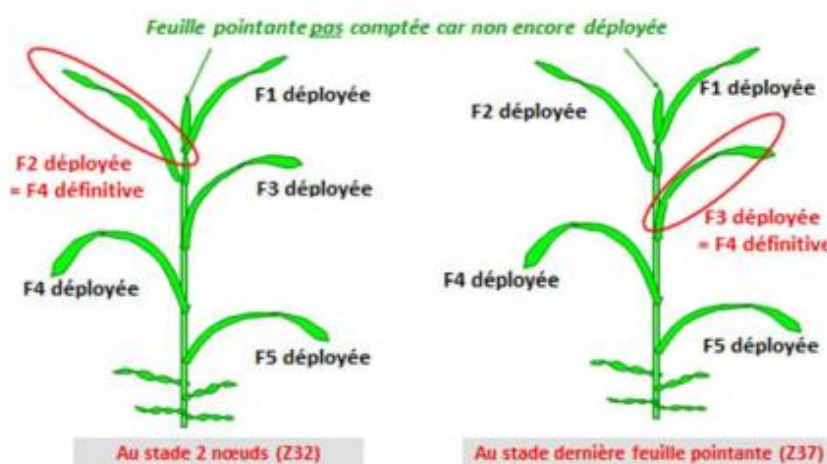 Feuille pointante pas comptée car non encore déployée
F1 déployée
F2 déployée
= F4 définitive
F3 déployée
F4 déployée
F5 déployée
Au stade 2 nœuds (Z32)
F1 déployée
F2 déployée
F3 déployée
= F4 définitive
F4 déployée
F5 déployée
Au stade dernière feuille pointante (Z37)